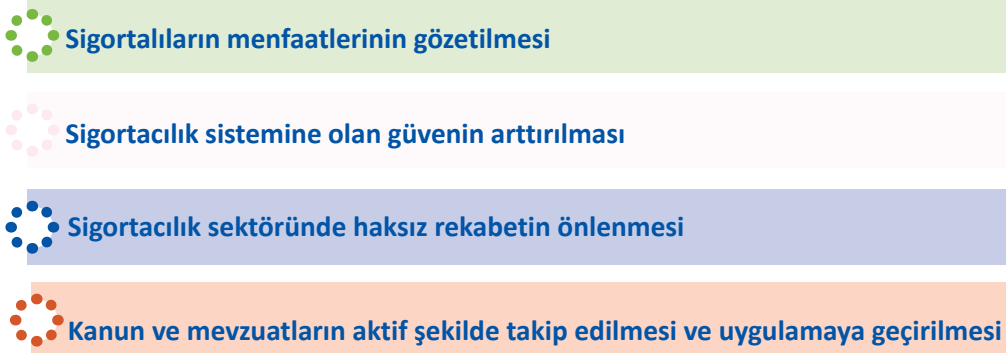 Sigortalıların menfaatlerinin gözetilmesi
Sigortacılık sistemine olan güvenin arttırılması
Sigortacılık sektöründe haksız rekabetin önlenmesi
Kanun ve mevzuatların aktif şekilde takip edilmesi ve uygulamaya geçirilmesi